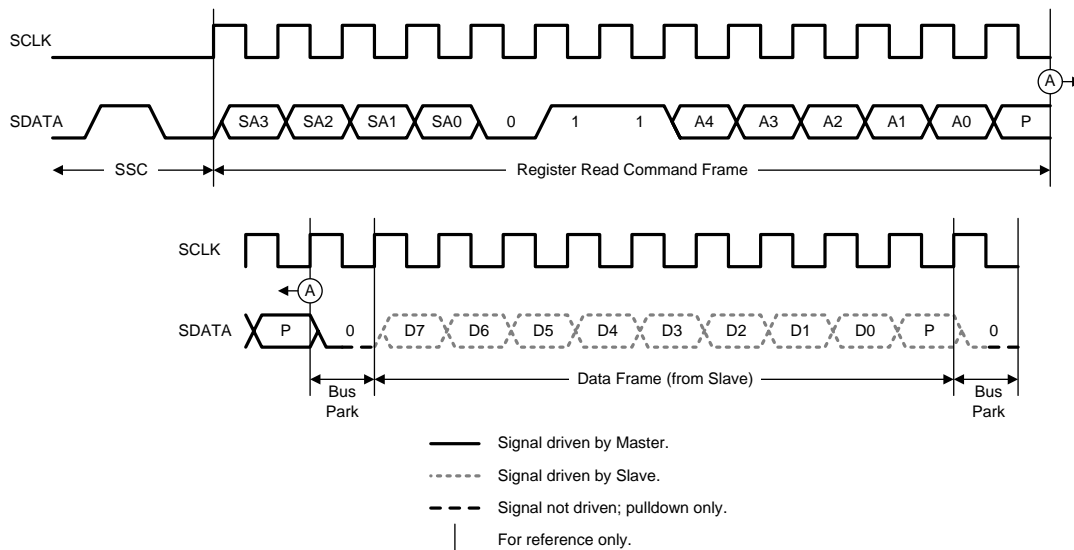 SCLK
A
SDATA SA3 SA2 SA1 SA0 0 1 1 A4 A3 A2 A1 A0 P
SSC Register Read Command Frame
SCLK
A
SDATA P 0 D7 D6 D5 D4 D3 D2 D1 D0 P 0
Bus Park Data Frame (from Slave) Bus Park
Signal driven by Master.
Signal driven by Slave.
Signal not driven; pulldown only.
For reference only.